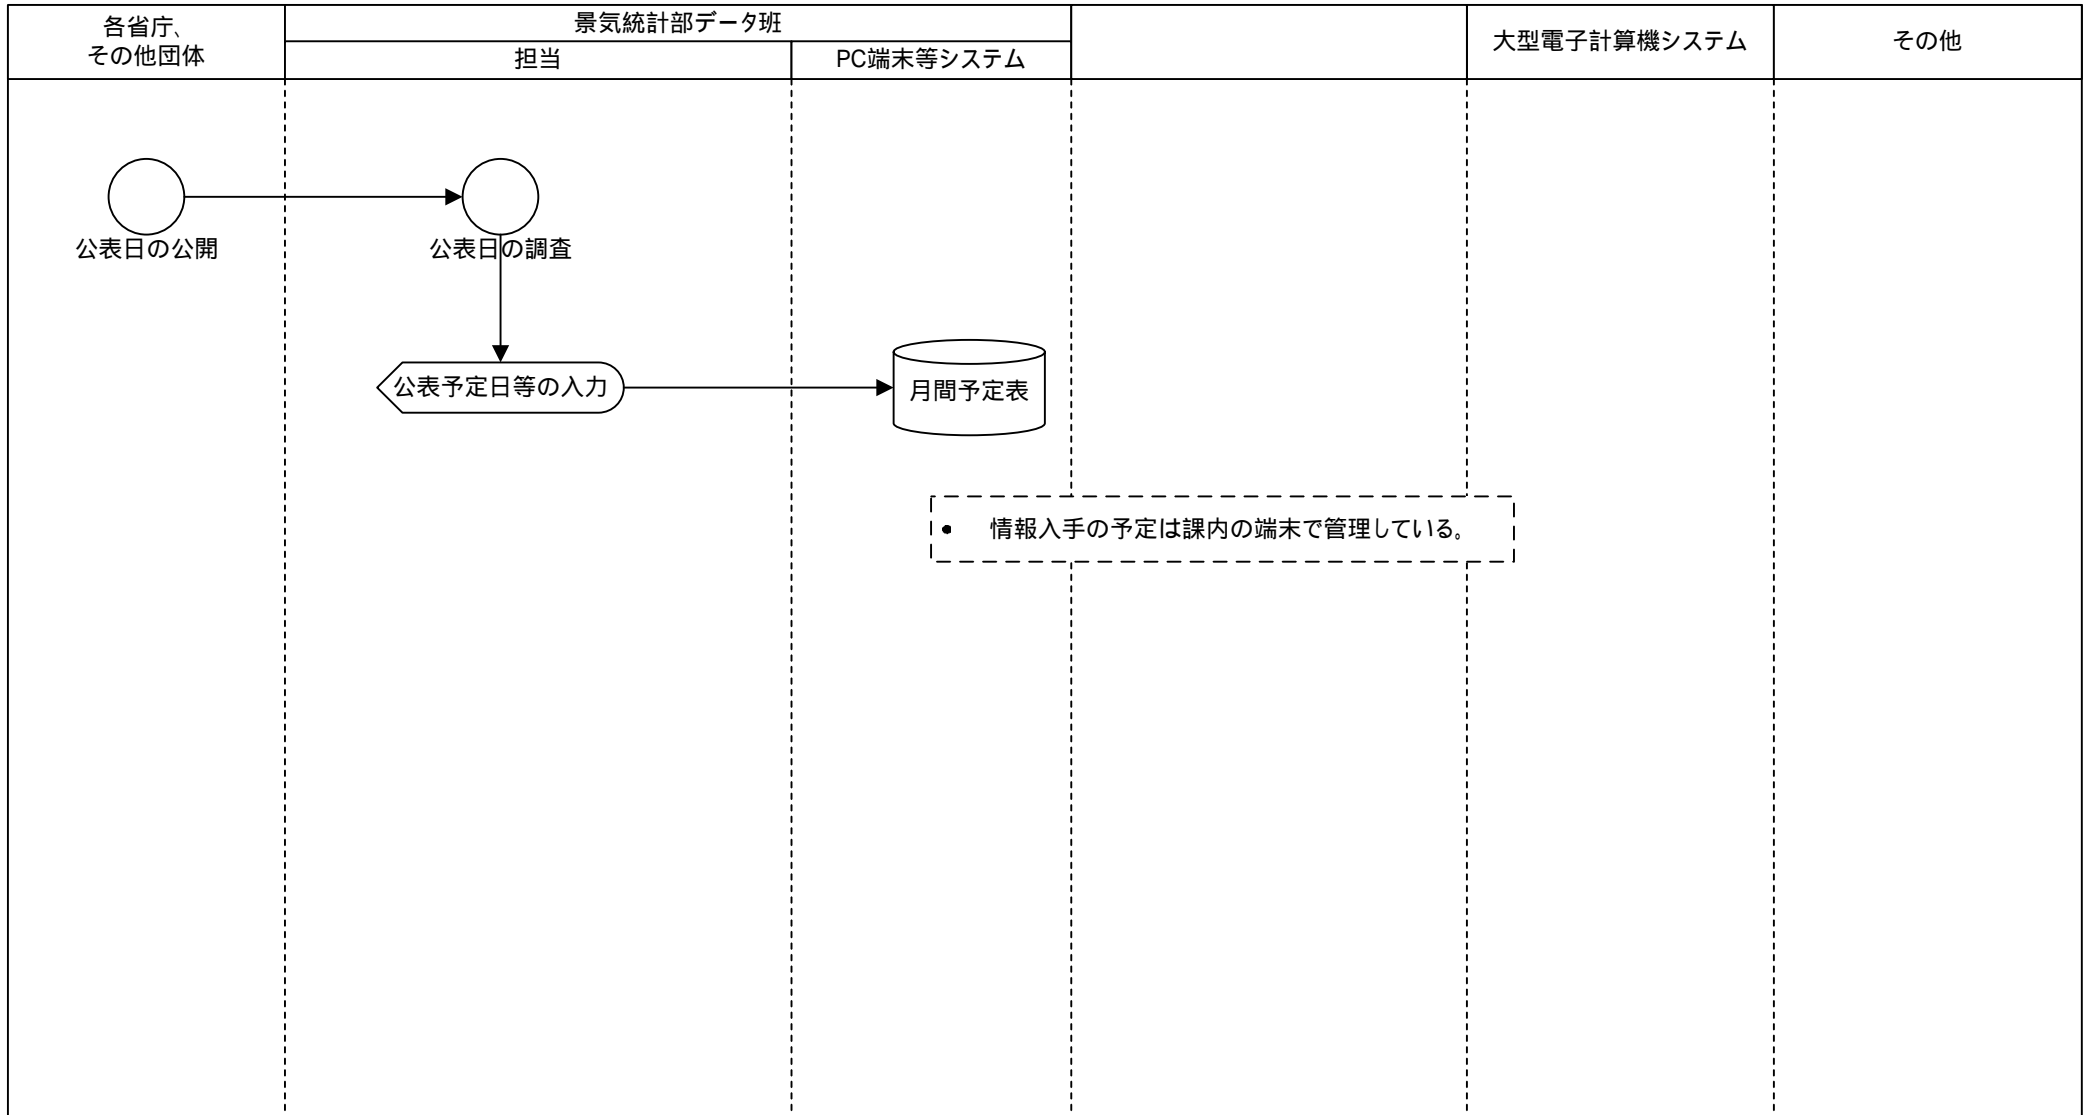 各省庁、
その他団体
景気統計部データ班
担当
PC端末等システム
大型電子計算機システム
その他
公表日の公開
公表日の調査
公表予定日等の入力
月間予定表
• 情報入手の予定は課内の端末で管理している。